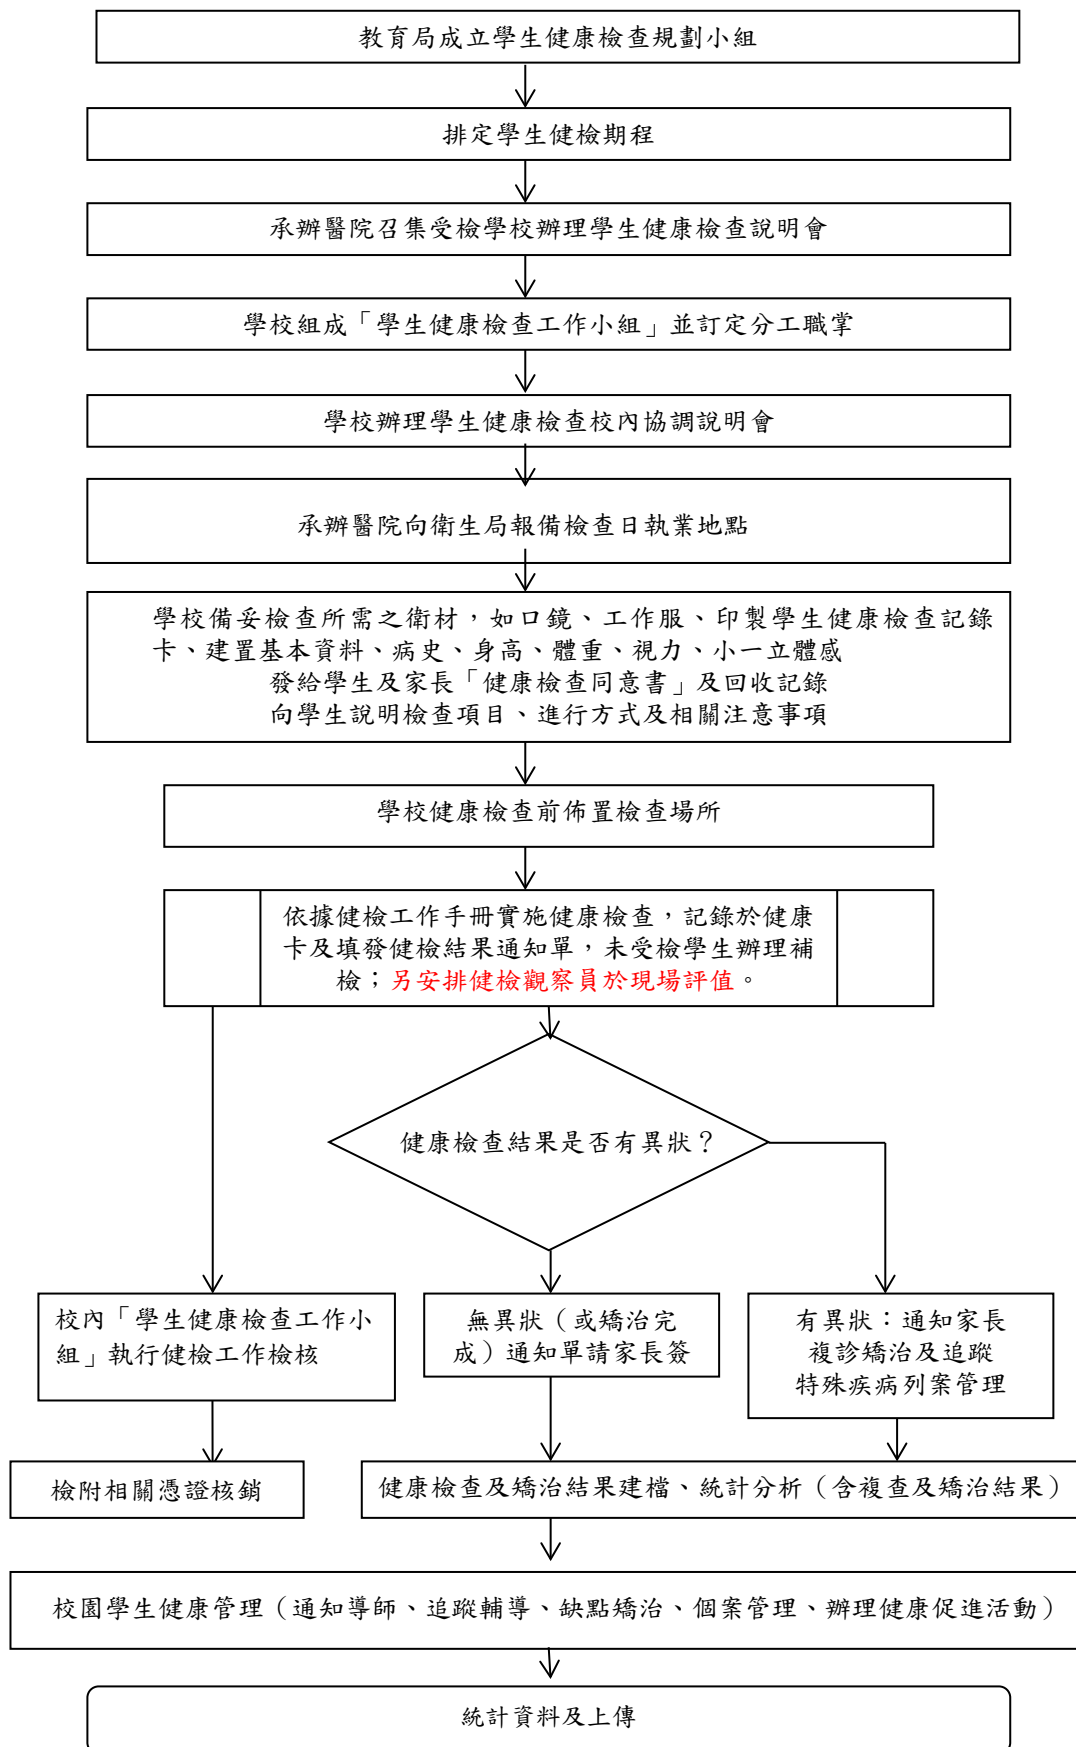 教育局成立學生健康檢查規劃小組
排定學生健檢期程
承辦醫院召集受檢學校辦理學生健康檢查說明會
學校組成「學生健康檢查工作小組」並訂定分工職掌
學校辦理學生健康檢查校內協調說明會
承辦醫院向衛生局報備檢查日執業地點
學校備妥檢查所需之衛材，如口鏡、工作服、印製學生健康檢查記錄
卡、建置基本資料、病史、身高、體重、視力、小一立體感
發給學生及家長「健康檢查同意書」及回收記錄
向學生說明檢查項目、進行方式及相關注意事項
學校健康檢查前佈置檢查場所
依據健檢工作手冊實施健康檢查，記錄於健康
卡及填發健檢結果通知單，未受檢學生辦理補
檢；另安排健檢觀察員於現場評值。
健康檢查結果是否有異狀？
校內「學生健康檢查工作小
組」執行健檢工作檢核
無異狀（或矯治完
成）通知單請家長簽
有異狀：通知家長
複診矯治及追蹤
特殊疾病列案管理
檢附相關憑證核銷
健康檢查及矯治結果建檔、統計分析（含複查及矯治結果）
校園學生健康管理（通知導師、追蹤輔導、缺點矯治、個案管理、辦理健康促進活動）
統計資料及上傳